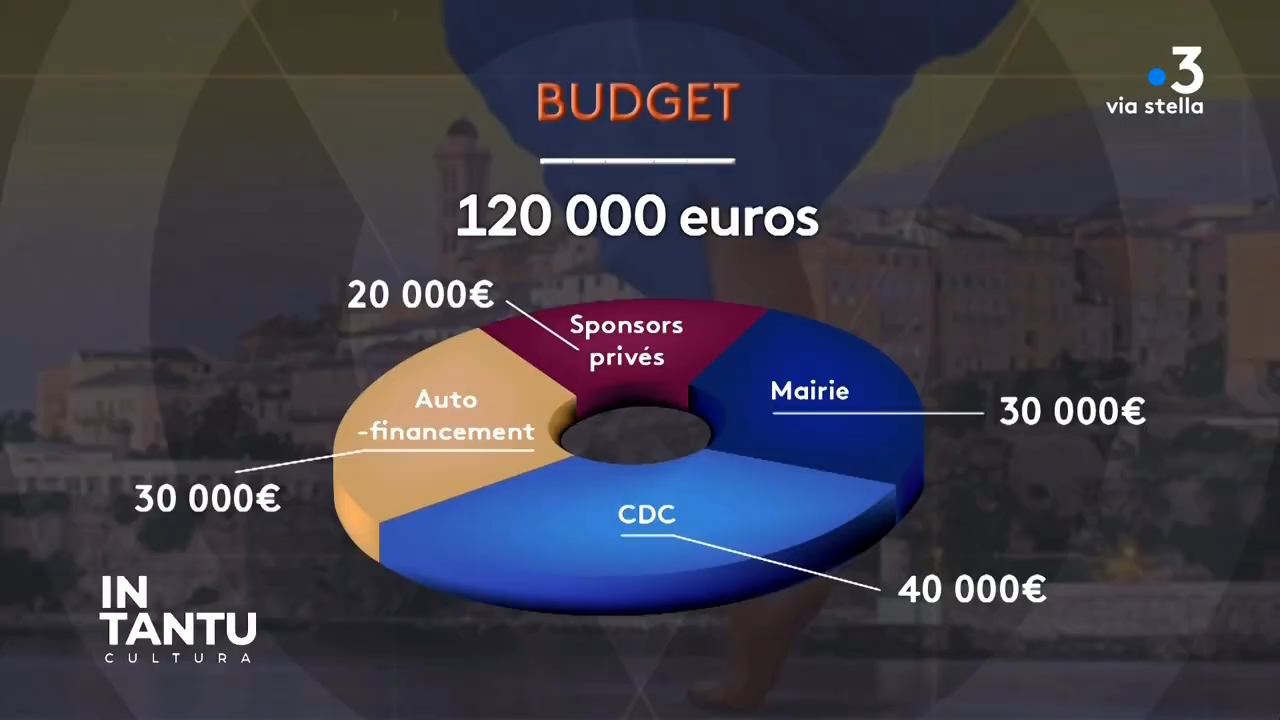 3
via stella
BUDGET
120 000 euros
20 000€
Sponsors
privés
Mairie
30 000€
Auto
-financement
30 000€
CDC
40 000€
IN
TANTU
CULTURA